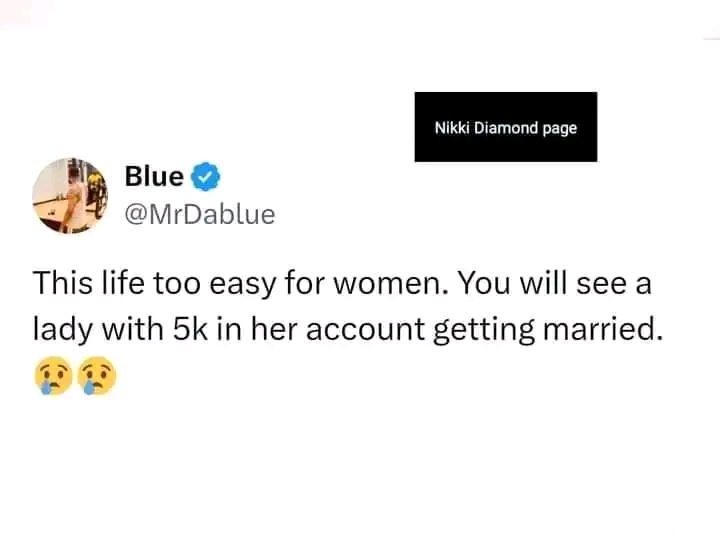 Nikki Diamond page
Blue
@MrDablue
This life too easy for women. You will see a
lady with 5k in her account getting married.
😢😢